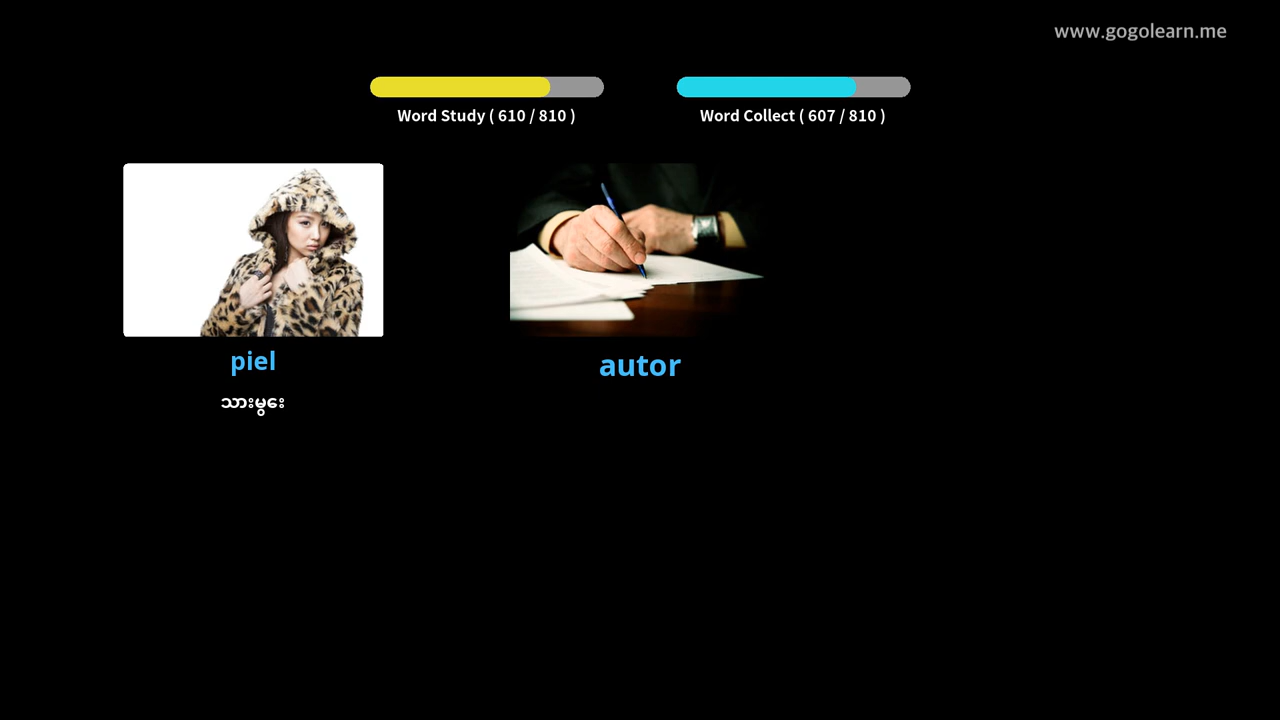 www.gogolearn.me
Word Study ( 610 / 810 )
Word Collect ( 607 / 810 )
piel
autor
သားမွေး